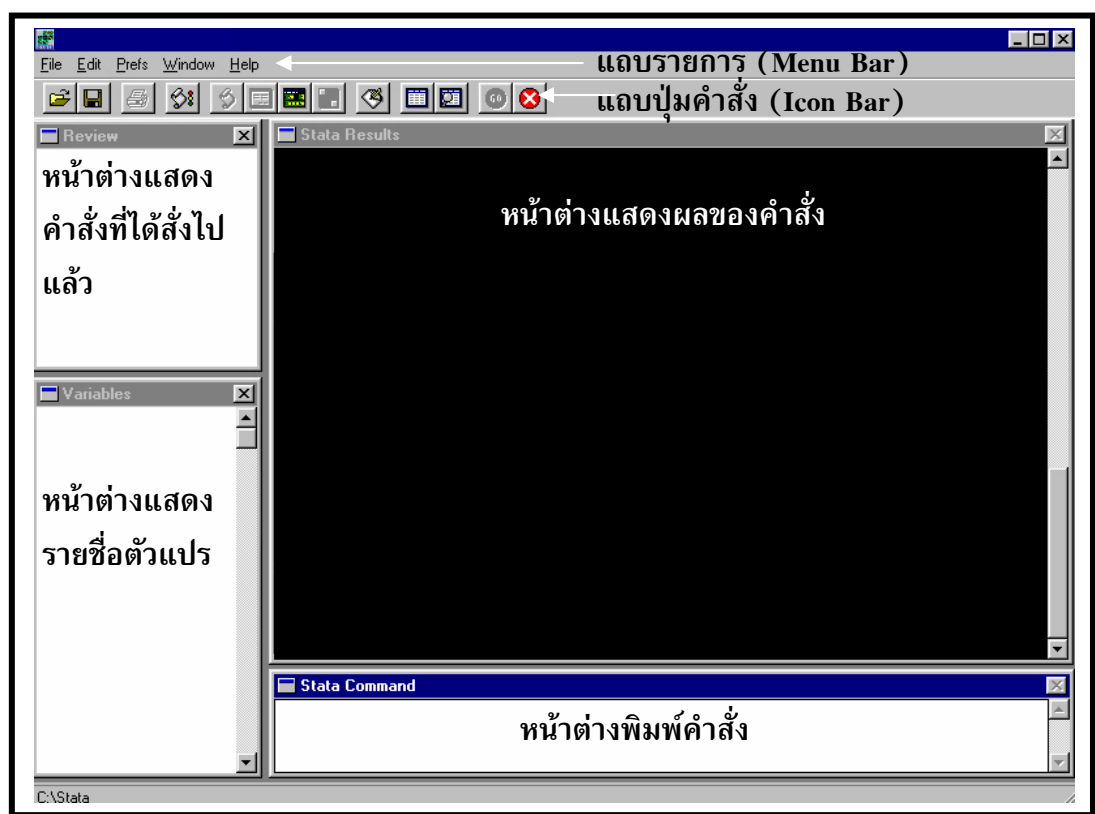 File Edit Prefs Window Help
แถบรายการ (Menu Bar)
แถบปุ่มคำสั่ง (Icon Bar)
GO
Review
หน้าต่างแสดง
คำสั่งที่ได้สั่งไป
แล้ว
Stata Results
หน้าต่างแสดงผลของคำสั่ง
Variables
หน้าต่างแสดง
รายชื่อตัวแปร
Stata Command
หน้าต่างพิมพ์คำสั่ง
C:\Stata